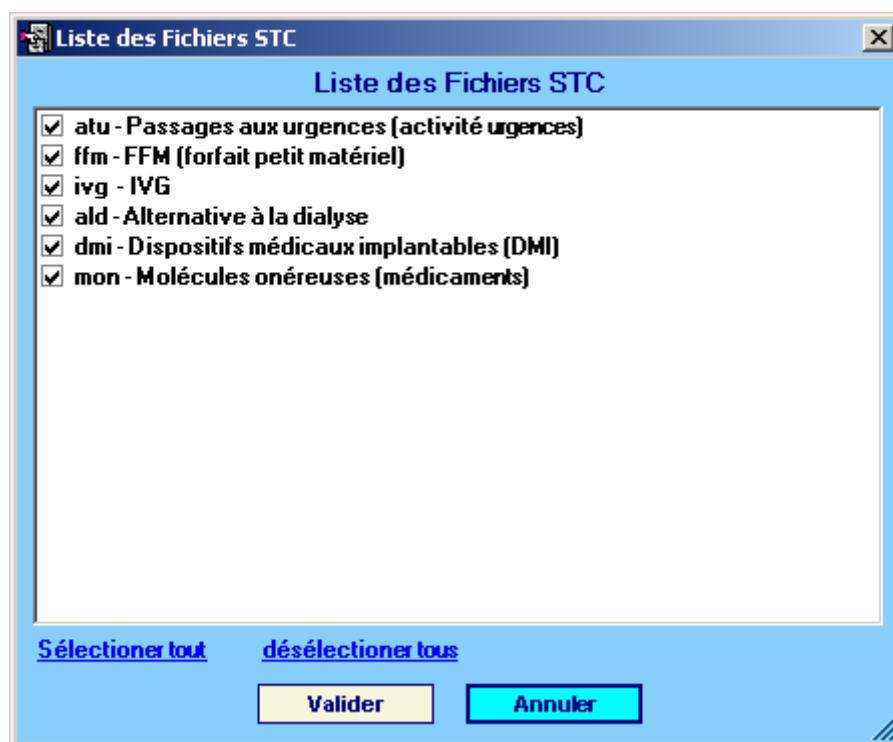 Liste des Fichiers STC
Liste des Fichiers STC
atu - Passages aux urgences (activité urgences)
ffm - FFM (forfait petit matériel)
ivg - IVG
ald - Alternative à la dialyse
dmi - Dispositifs médicaux implantables (DMI)
mon - Molécules onéreuses (médicaments)
Sélectioner tout désélectioner tous
Valider Annuler